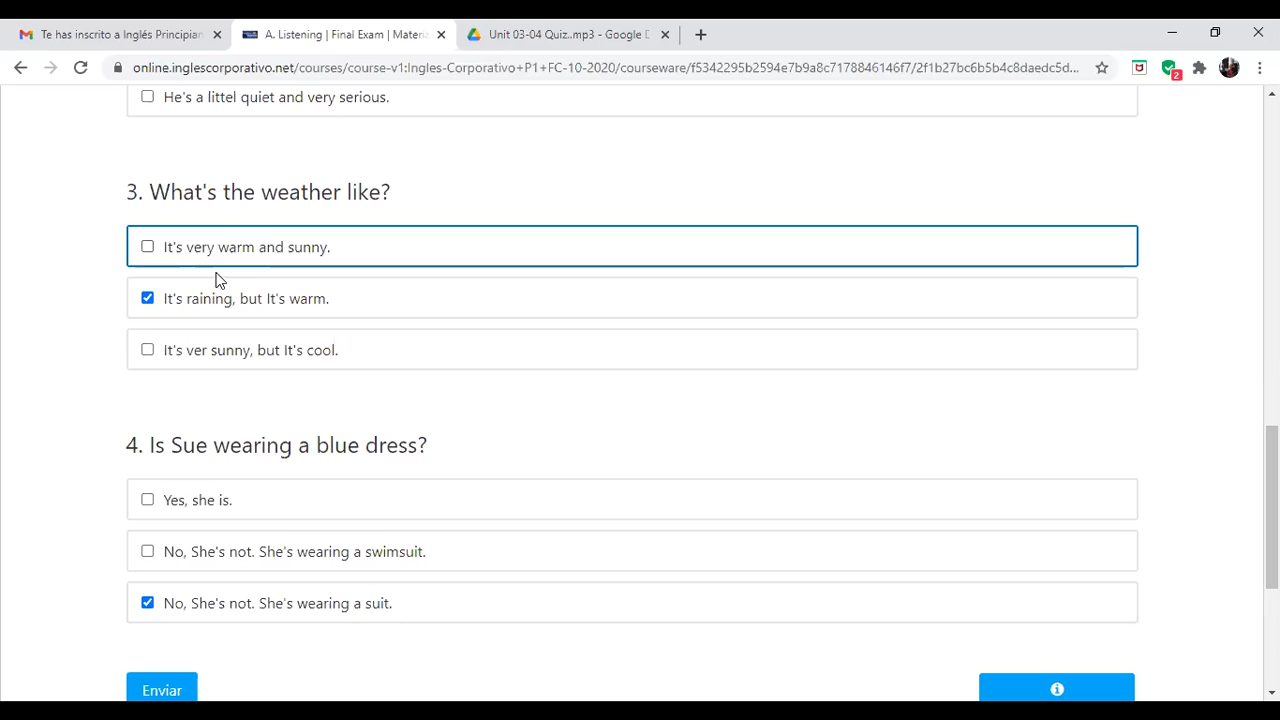 Te has inscrito a Inglés Principian
A. Listening | Final Exam | Materia
Unit 03-04 Quiz..mp3 - Google D
online.inglescorporativo.net/courses/course-v1:Ingles-Corporativo+P1+FC-10-2020/courseware/f5342295b2594e7b9a8c7178846146f7/2f1b27bc6b5b4c8daedc5d...
2
He's a littel quiet and very serious.
3. What's the weather like?
It's very warm and sunny.
It's raining, but It's warm.
It's ver sunny, but It's cool.
4. Is Sue wearing a blue dress?
Yes, she is.
No, She's not. She's wearing a swimsuit.
No, She's not. She's wearing a suit.
Enviar